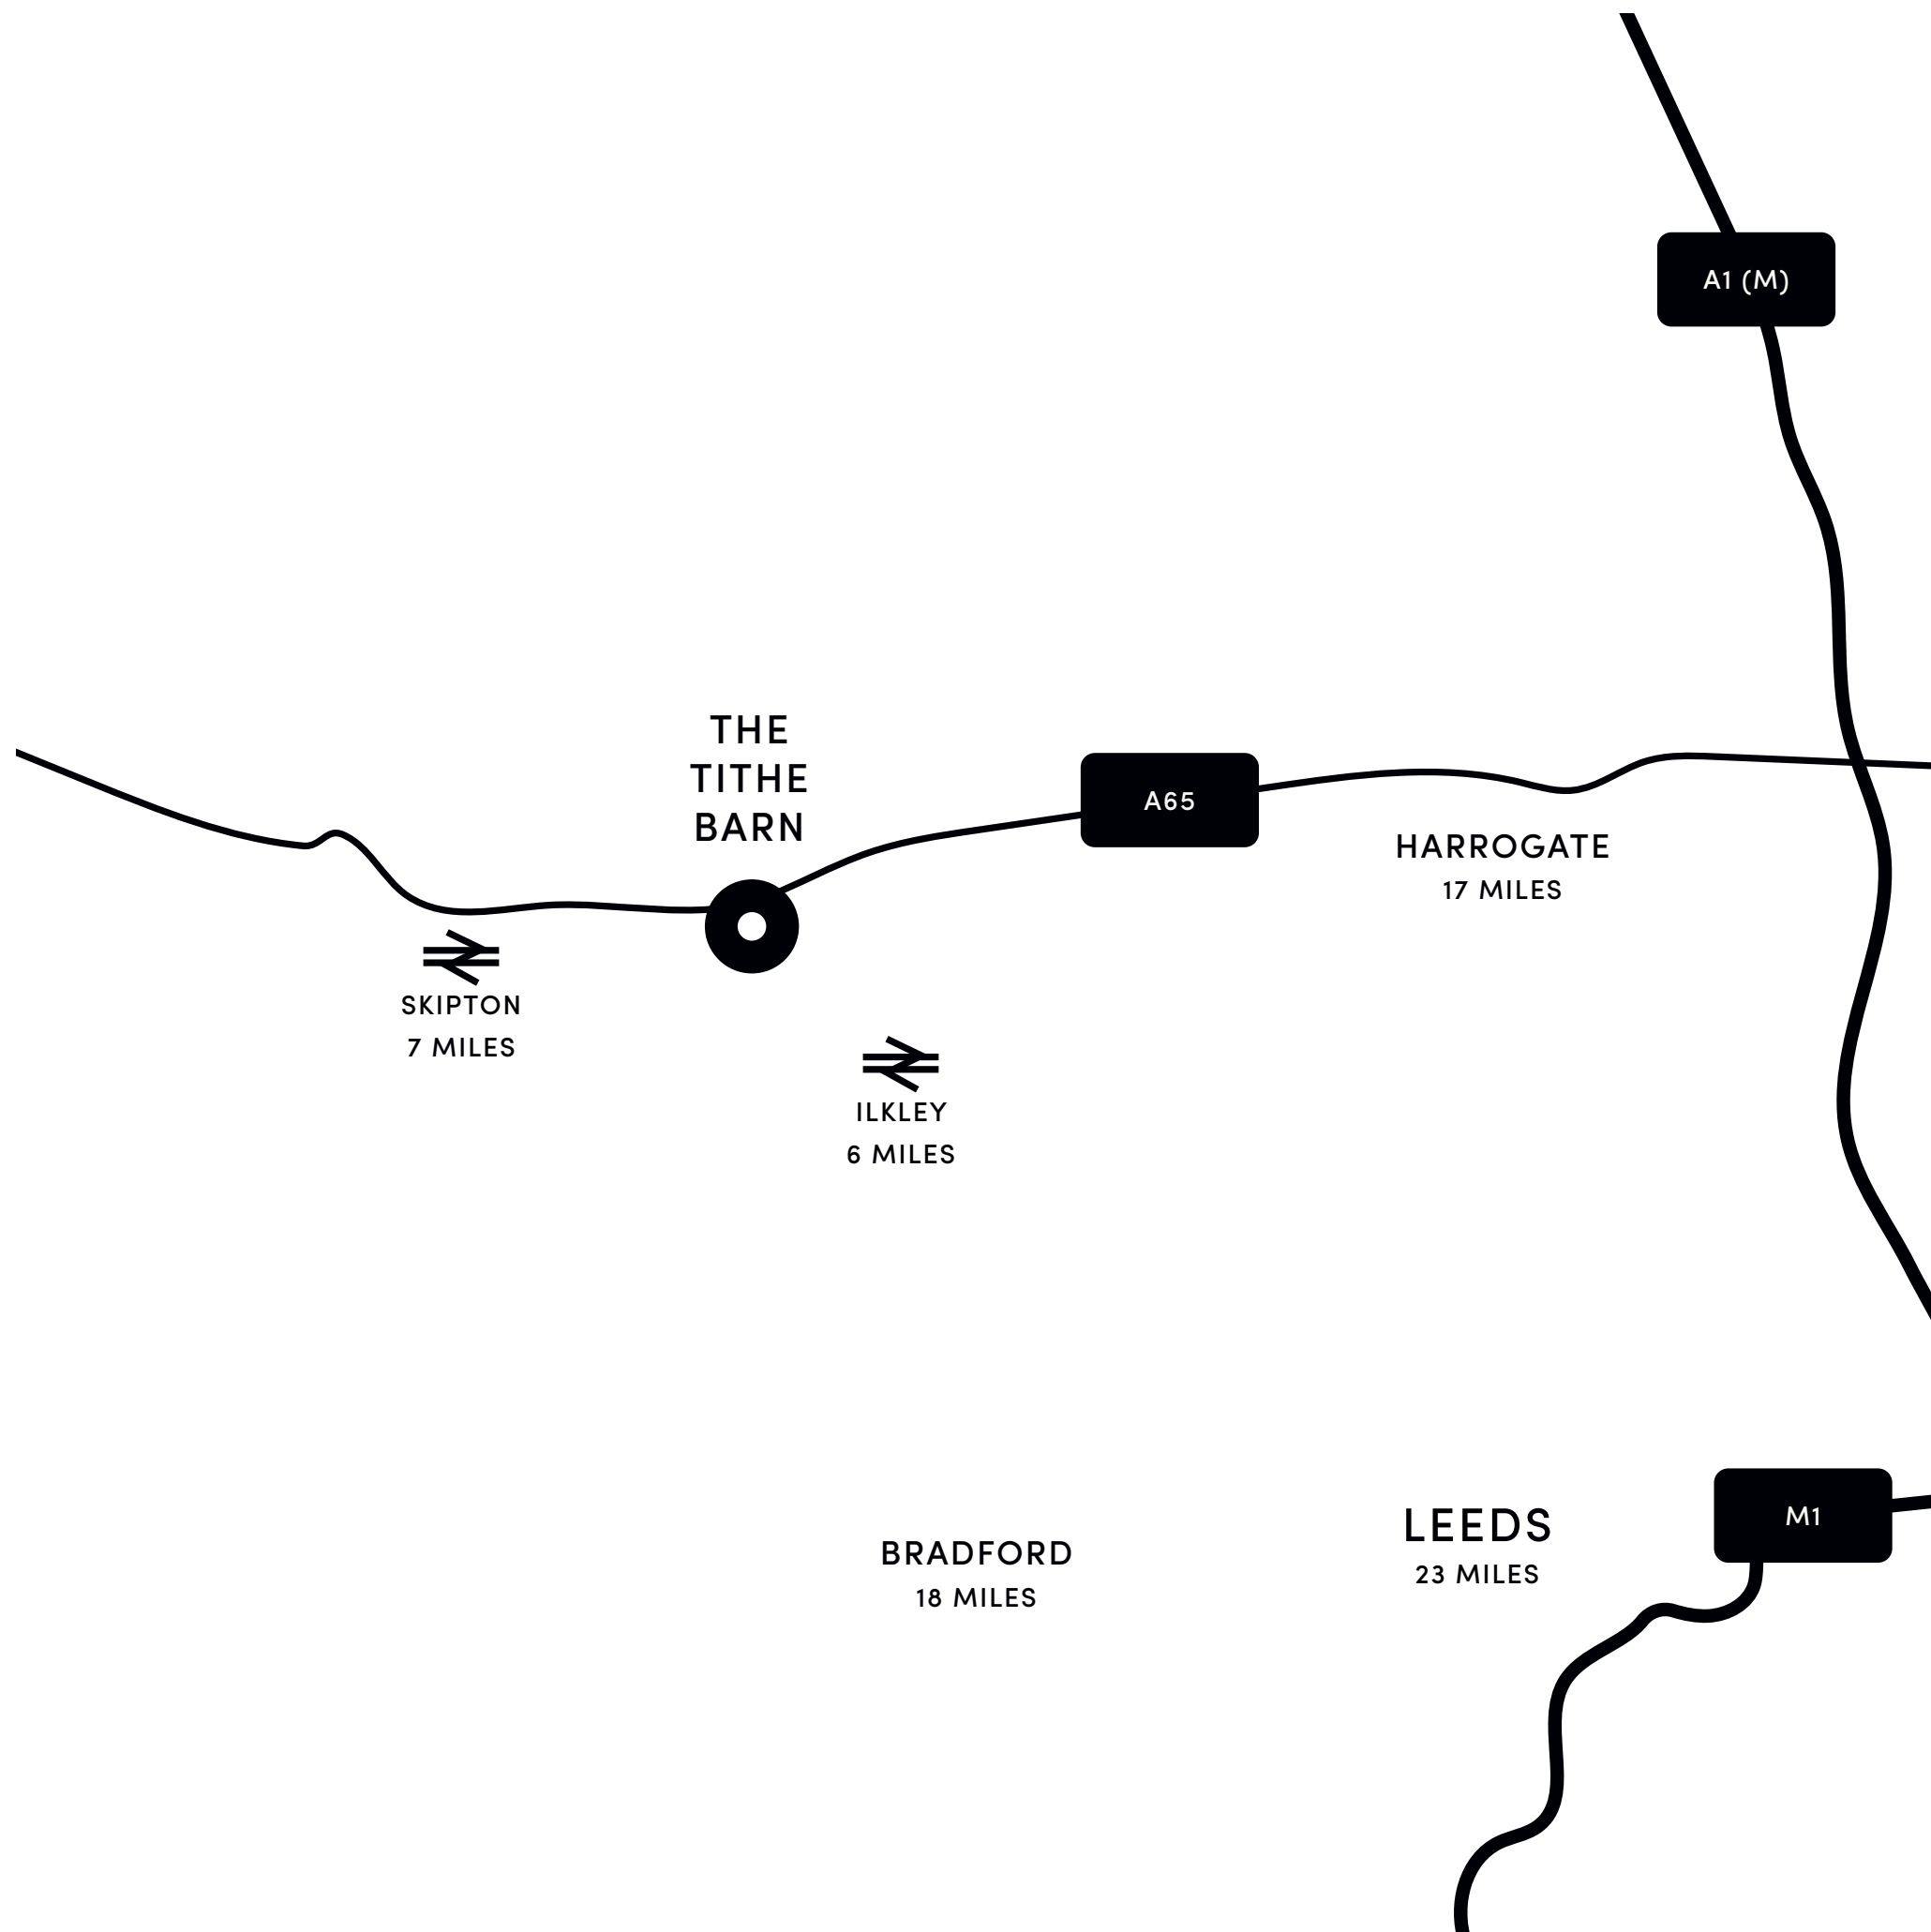 A1 (M)
THE
TITHE
BARN
A65
HARROGATE
17 MILES
SKIPTON
7 MILES
ILKLEY
6 MILES
LEEDS
23 MILES
M1
BRADFORD
18 MILES